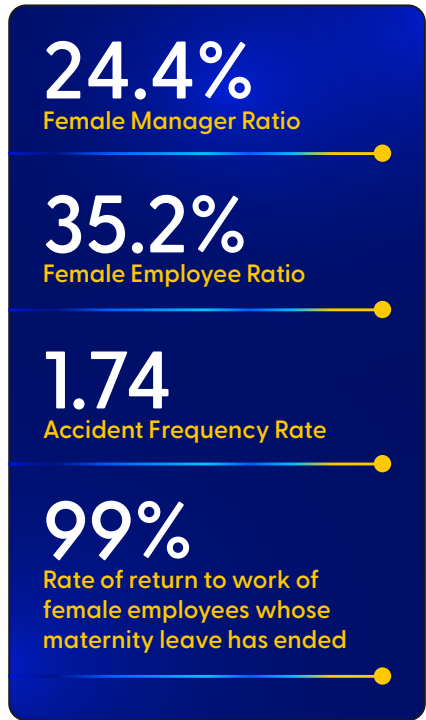 24.4%
Female Manager Ratio
35.2%
Female Employee Ratio
1.74
Accident Frequency Rate
99%
Rate of return to work of
female employees whose
maternity leave has ended